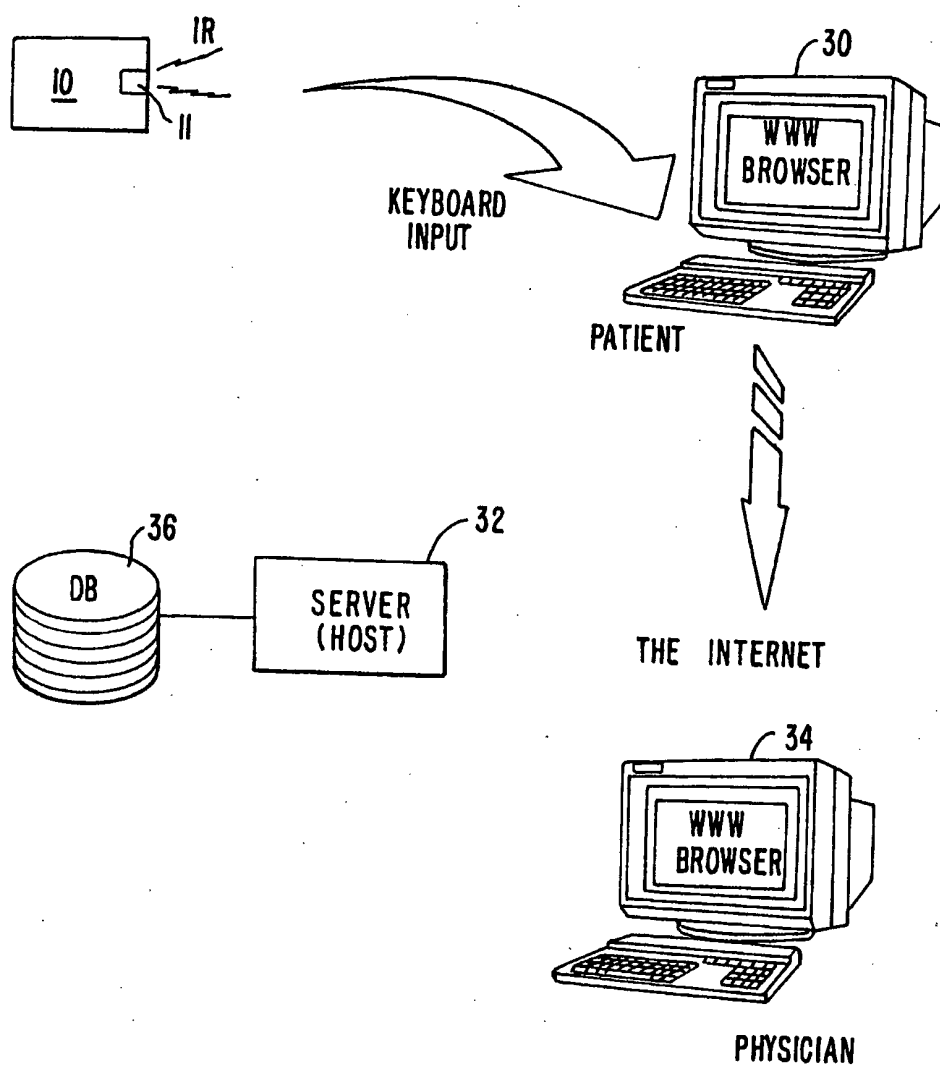 IR
30
10
11
WWW
BROWSER
KEYBOARD
INPUT
PATIENT
36
32
DB
SERVER
(HOST)
THE INTERNET
34
WWW
BROWSER
PHYSICIAN